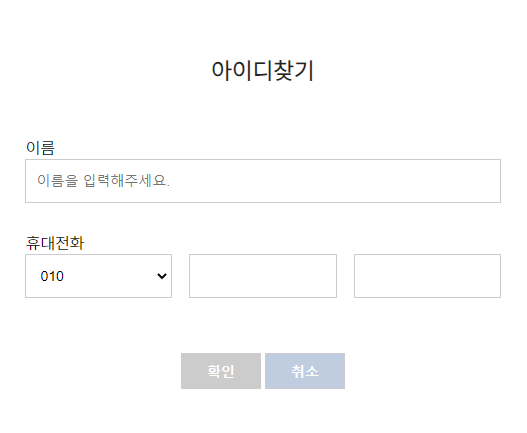 아이디찾기
이름
이름을 입력해주세요.
휴대전화
010
확인 취소